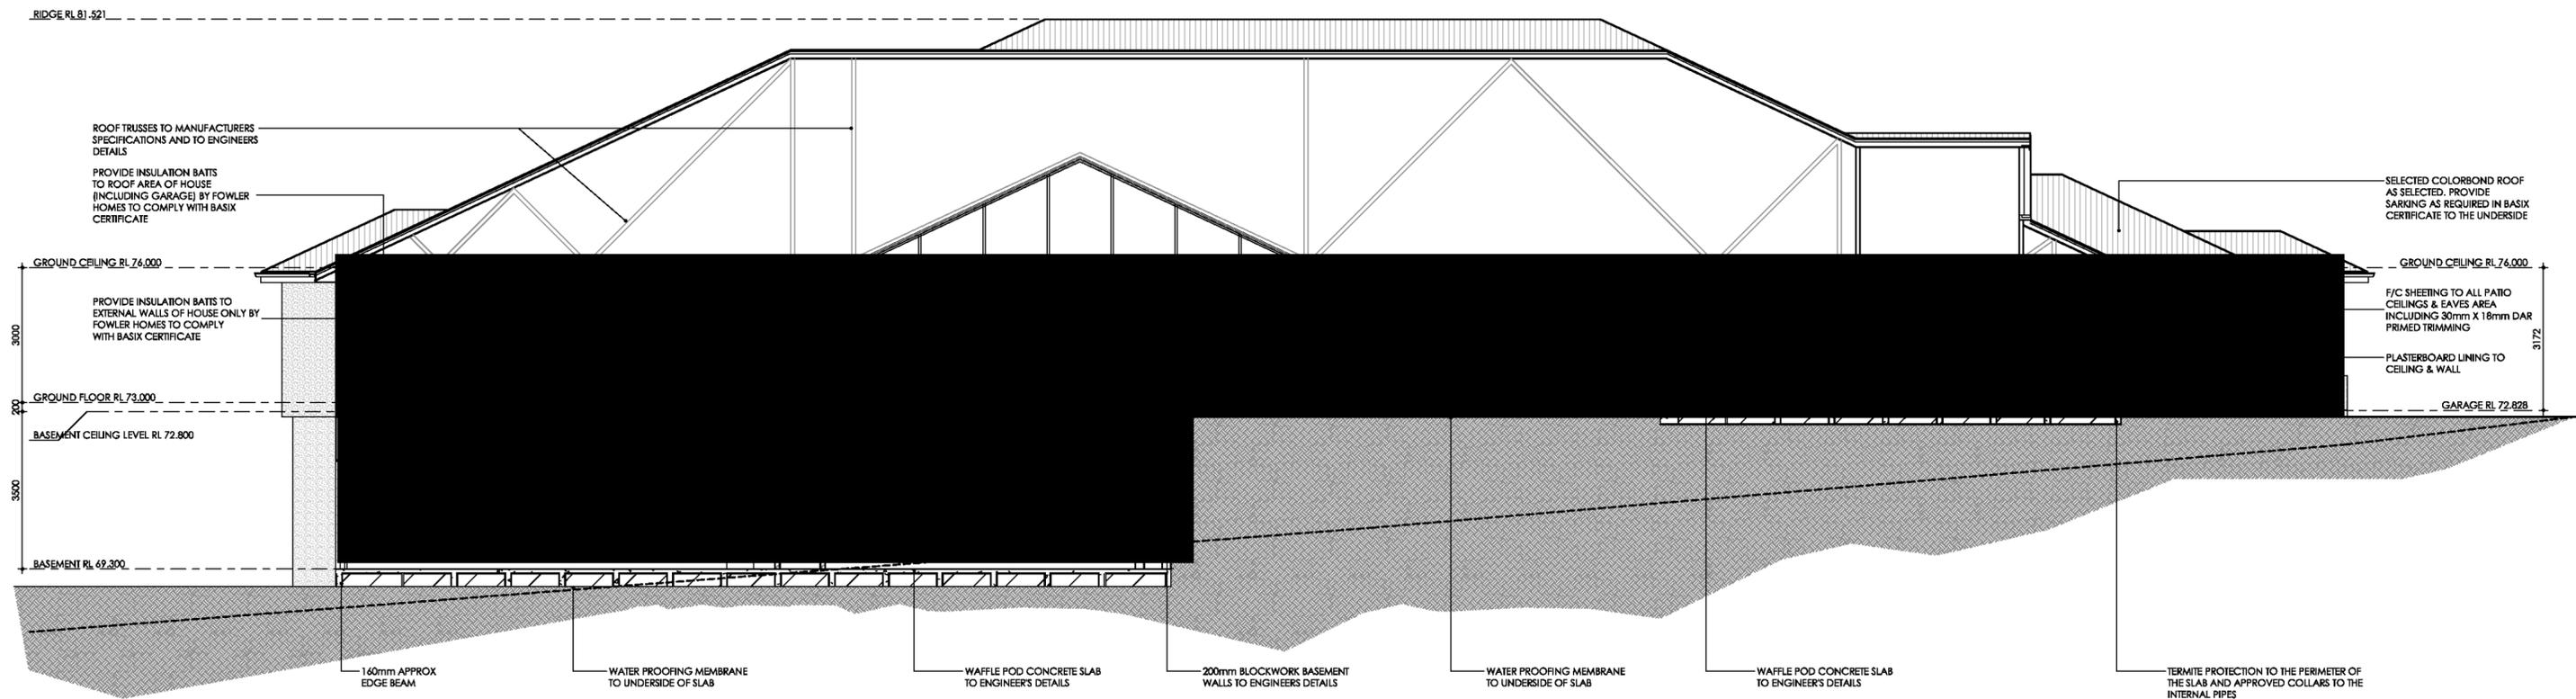 RIDGE RL 81.521
ROOF TRUSSES TO MANUFACTURERS
SPECIFICATIONS AND TO ENGINEERS
DETAILS
PROVIDE INSULATION BATTS
TO ROOF AREA OF HOUSE
(INCLUDING GARAGE) BY FOWLER
HOMES TO COMPLY WITH BASIX
CERTIFICATE
GROUND CEILING RL 76.000
PROVIDE INSULATION BATTS TO
EXTERNAL WALLS OF HOUSE ONLY BY
FOWLER HOMES TO COMPLY
WITH BASIX CERTIFICATE
3000
GROUND FLOOR RL 73.000
200
BASEMENT CEILING LEVEL RL 72.800
3500
BASEMENT RL 69.300
SELECTED COLORBOND ROOF
AS SELECTED. PROVIDE
SARKING AS REQUIRED IN BASIX
CERTIFICATE TO THE UNDERSIDE
GROUND CEILING RL 76.000
F/C SHEETING TO ALL PATIO
CEILINGS & EAVES AREA
INCLUDING 30mm X 18mm DAR
PRIMED TRIMMING
3172
PLASTERBOARD LINING TO
CEILING & WALL
GARAGE RL 72.828
160mm APPROX
EDGE BEAM
WATER PROOFING MEMBRANE
TO UNDERSIDE OF SLAB
WAFFLE POD CONCRETE SLAB
TO ENGINEER'S DETAILS
200mm BLOCKWORK BASEMENT
WALLS TO ENGINEERS DETAILS
WATER PROOFING MEMBRANE
TO UNDERSIDE OF SLAB
WAFFLE POD CONCRETE SLAB
TO ENGINEER'S DETAILS
TERMITE PROTECTION TO THE PERIMETER OF
THE SLAB AND APPROVED COLLARS TO THE
INTERNAL PIPES